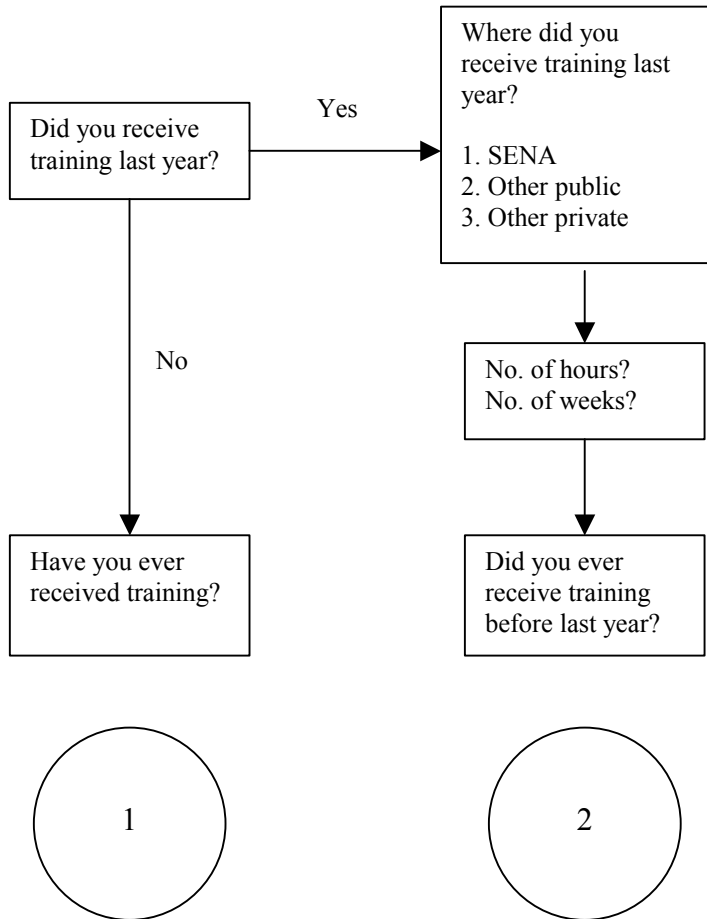 Did you receive
training last year?
Yes
Where did you
receive training last
year?
1. SENA
2. Other public
3. Other private
No
No. of hours?
No. of weeks?
Have you ever
received training?
Did you ever
receive training
before last year?
1
2